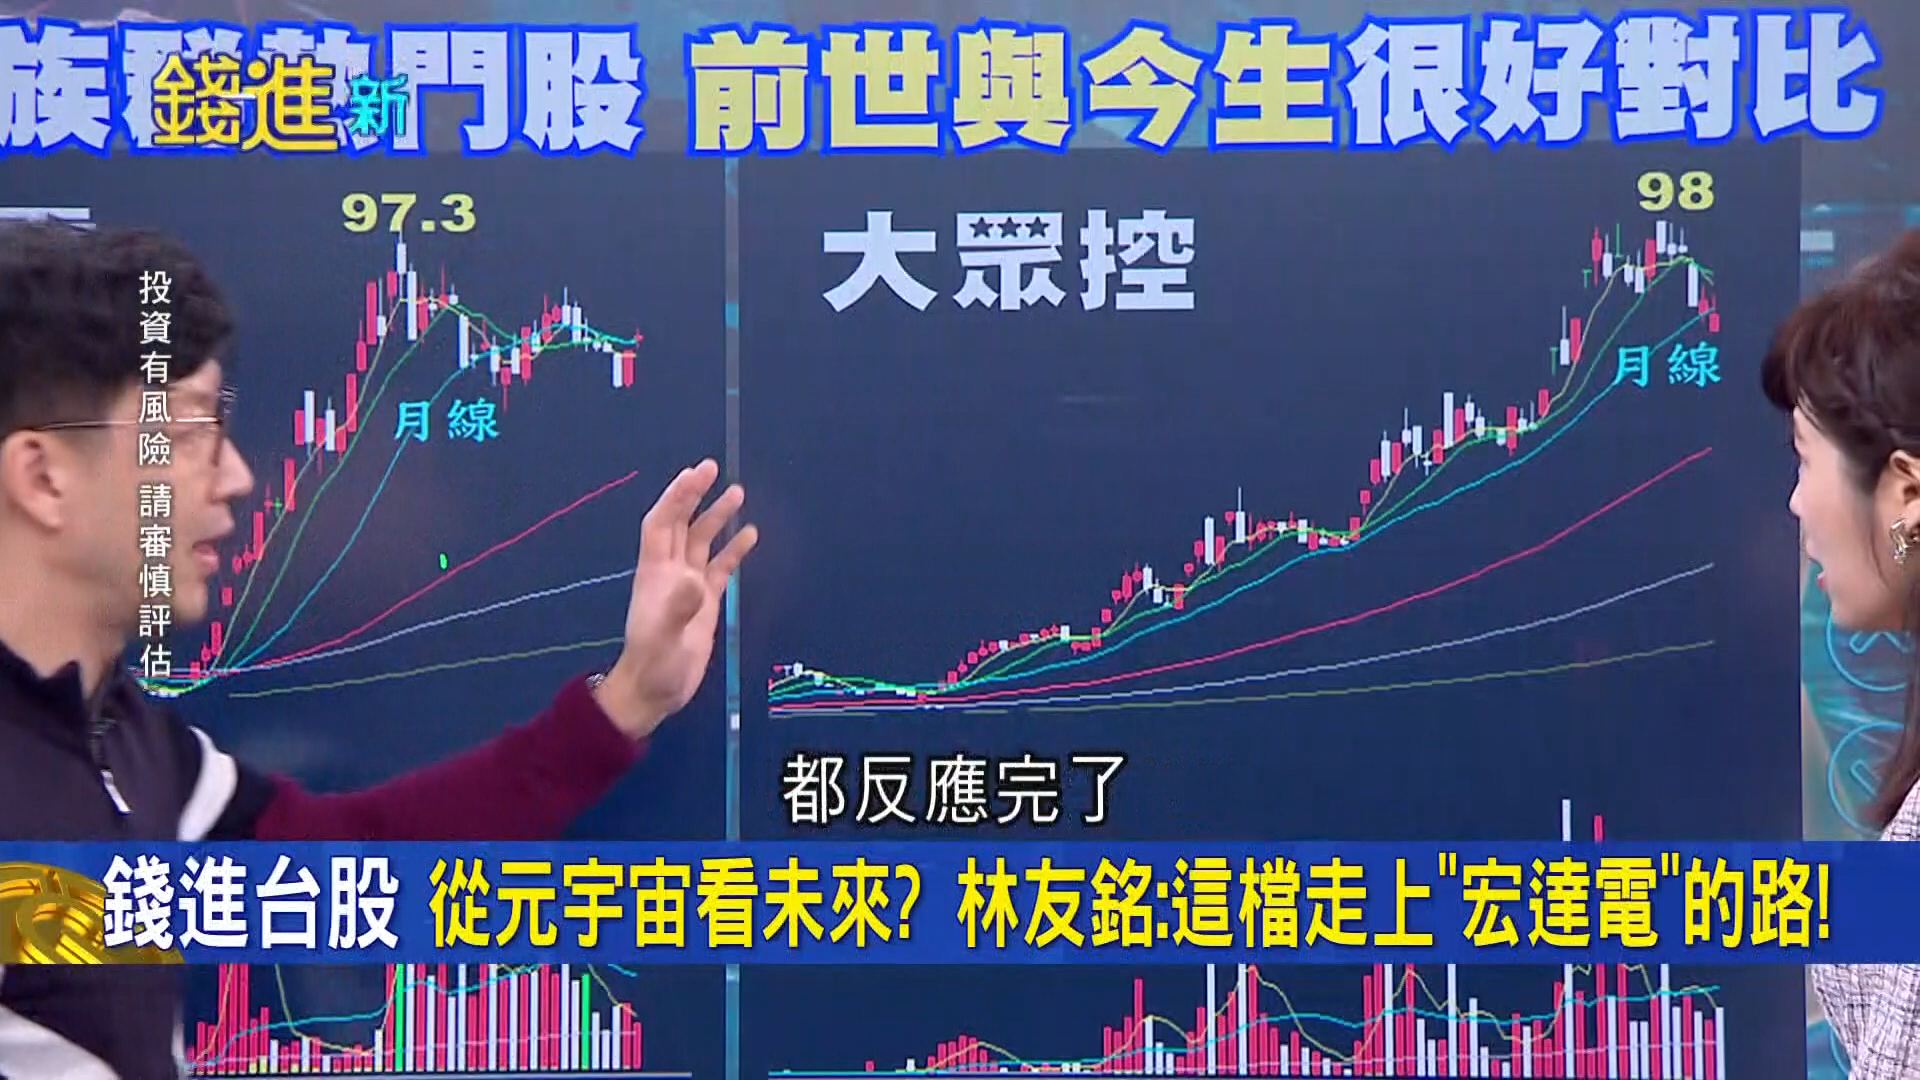 族群熱門股 前世與今生很好對比
錢進新
97.3
98
大眾控
***
月線
月線
投資有風險 請審慎評估
都反應完了
錢進台股 從元宇宙看未來? 林友銘:這檔走上"宏達電"的路!